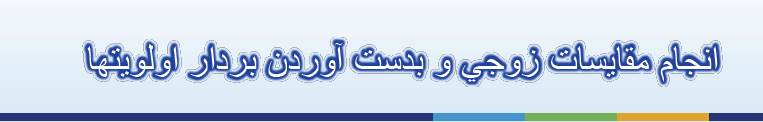 انجام مقايسات زوجي و بدست آوردن بردار اولويتها